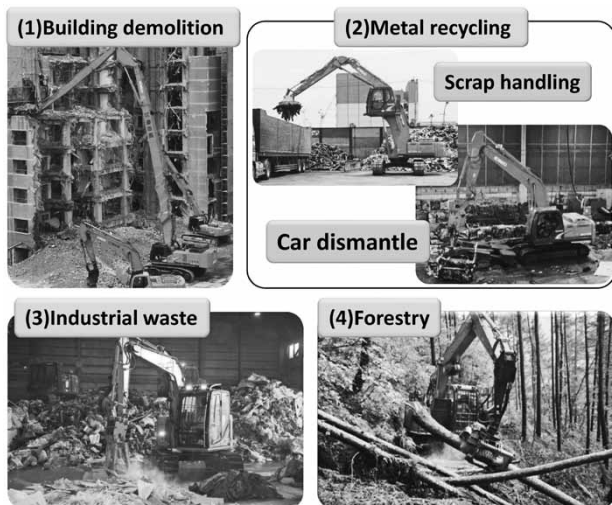 (1)Building demolition
(2)Metal recycling
Scrap handling
Car dismantle
(3)Industrial waste
(4)Forestry